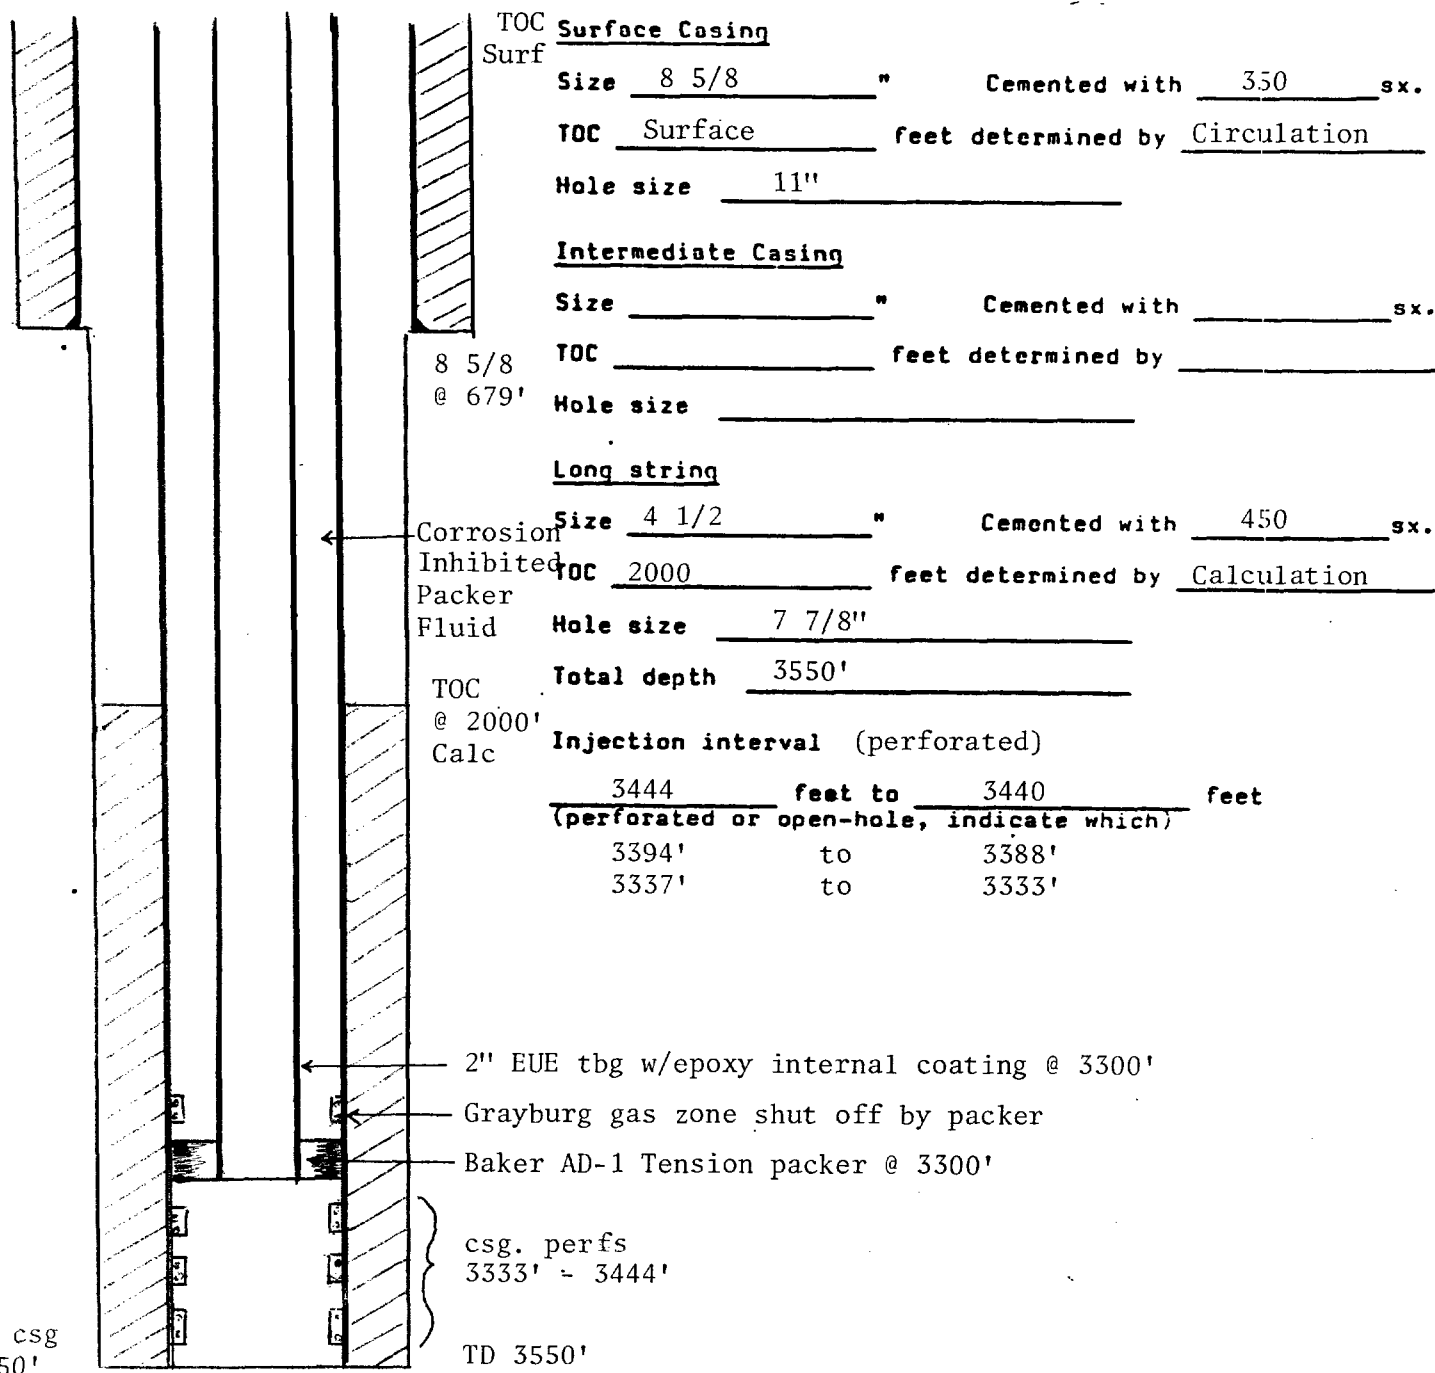 TOC
Surf
Surface Casing
Size 8 5/8 " Cemented with 350 sx.
TOC Surface feet determined by Circulation
Hole size 11"
Intermediate Casing
Size " Cemented with sx.
TOC feet determined by
Hole size
8 5/8
@ 679'
Long string
Size 4 1/2 " Cemented with 450 sx.
TOC 2000 feet determined by Calculation
Hole size 7 7/8"
Total depth 3550'
Corrosion
Inhibited
Packer
Fluid
TOC
@ 2000'
Calc
Injection interval (perforated)
3444 feet to 3440 feet
(perforated or open-hole, indicate which)
3394' to 3388'
3337' to 3333'
2" EUE tbg w/epoxy internal coating @ 3300'
Grayburg gas zone shut off by packer
Baker AD-1 Tension packer @ 3300'
csg. perfs
3333' - 3444'
csg
50'
TD 3550'